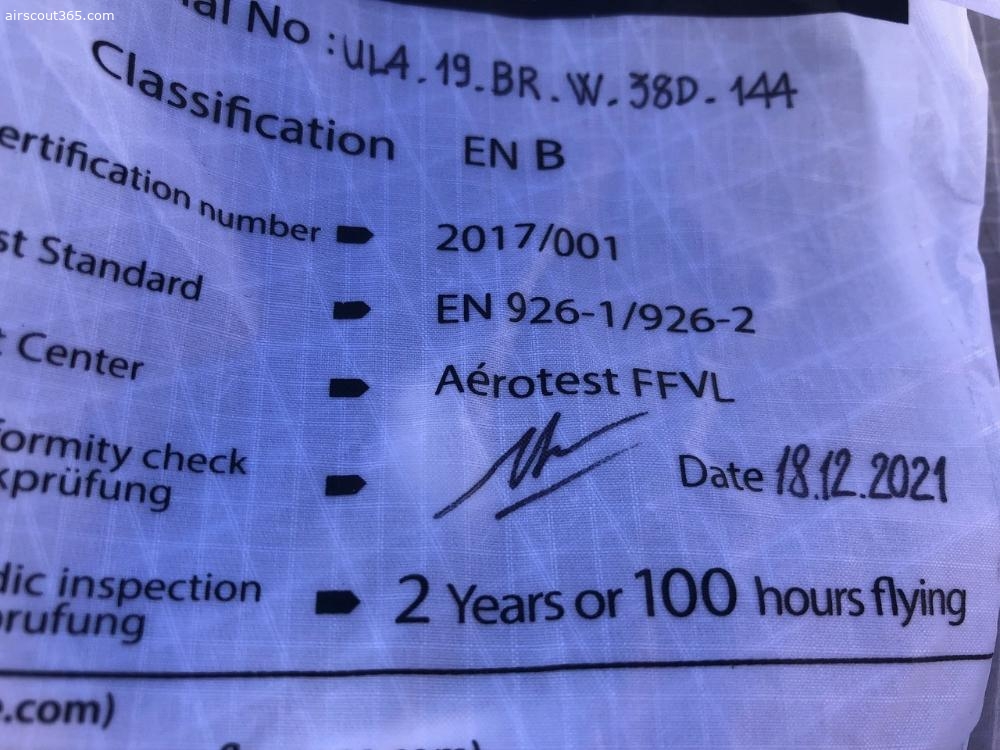 airscout365.com
al No : UL4.19.BR.W.38D-144
Classification EN B
ertification number 2017/001
st Standard EN 926-1/926-2
t Center Aérotest FFVL
formity check
kprüfung Date 18.12.2021
dic inspection 2 Years or 100 hours flying
prufung
e.com)